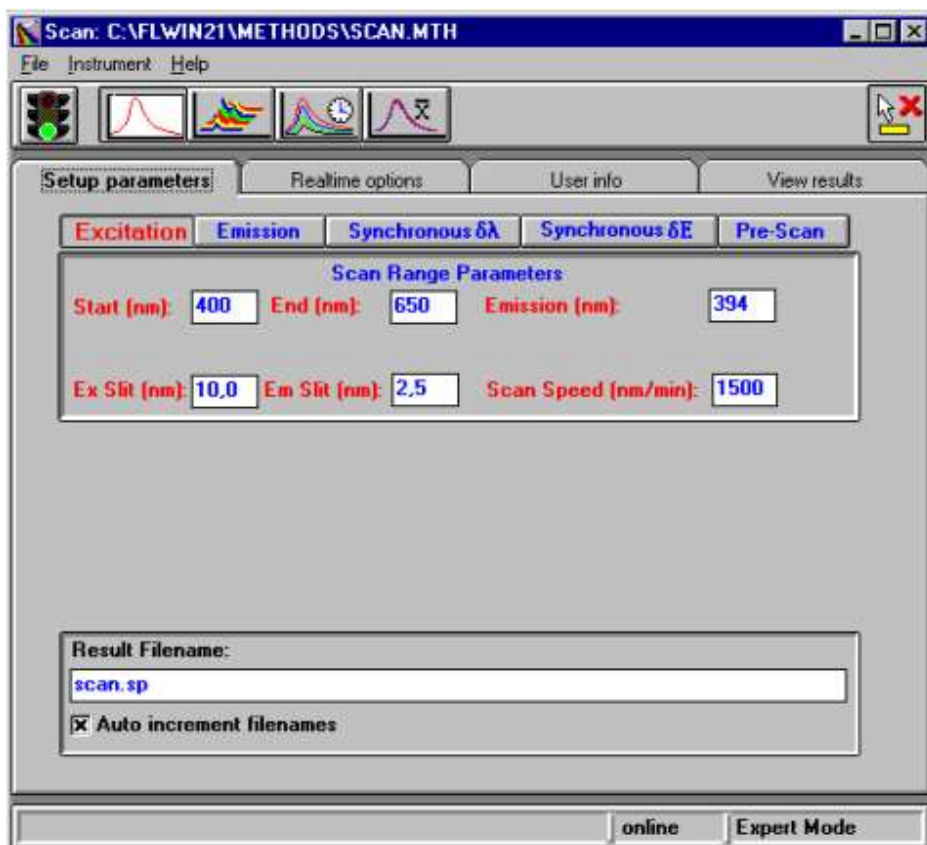 Scan: C:\FLWIN21\METHODS\SCAN.MTH
File Instrument Help
Setup parameters Realtime options User info View results
Excitation Emission Synchronous δλ Synchronous δE Pre-Scan
Scan Range Parameters
Start (nm): 400 End (nm): 650 Emission (nm): 394
Ex Slit (nm): 10,0 Em Slit (nm): 2,5 Scan Speed (nm/min): 1500
Result Filename:
scan.sp
Auto increment filenames
online Expert Mode